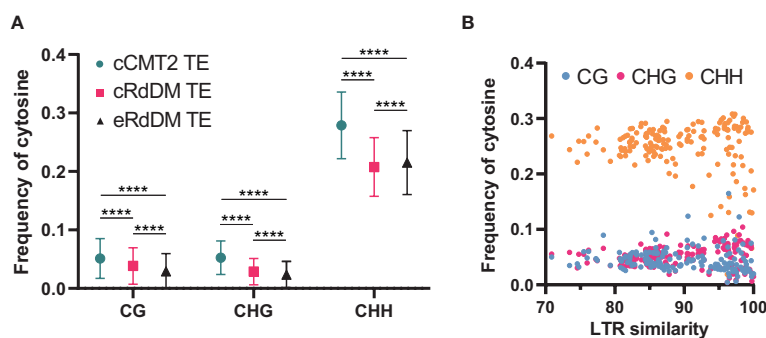 A
cCMT2 TE
cRdDM TE
eRdDM TE
Frequency of cytosine
0.4
0.3
0.2
0.1
0.0
****
****
****
****
****
****
****
****
****
CG
CHG
CHH
B
CG CHG CHH
Frequency of cytosine
0.4
0.3
0.2
0.1
0.00
70 80 90 100
LTR similarity